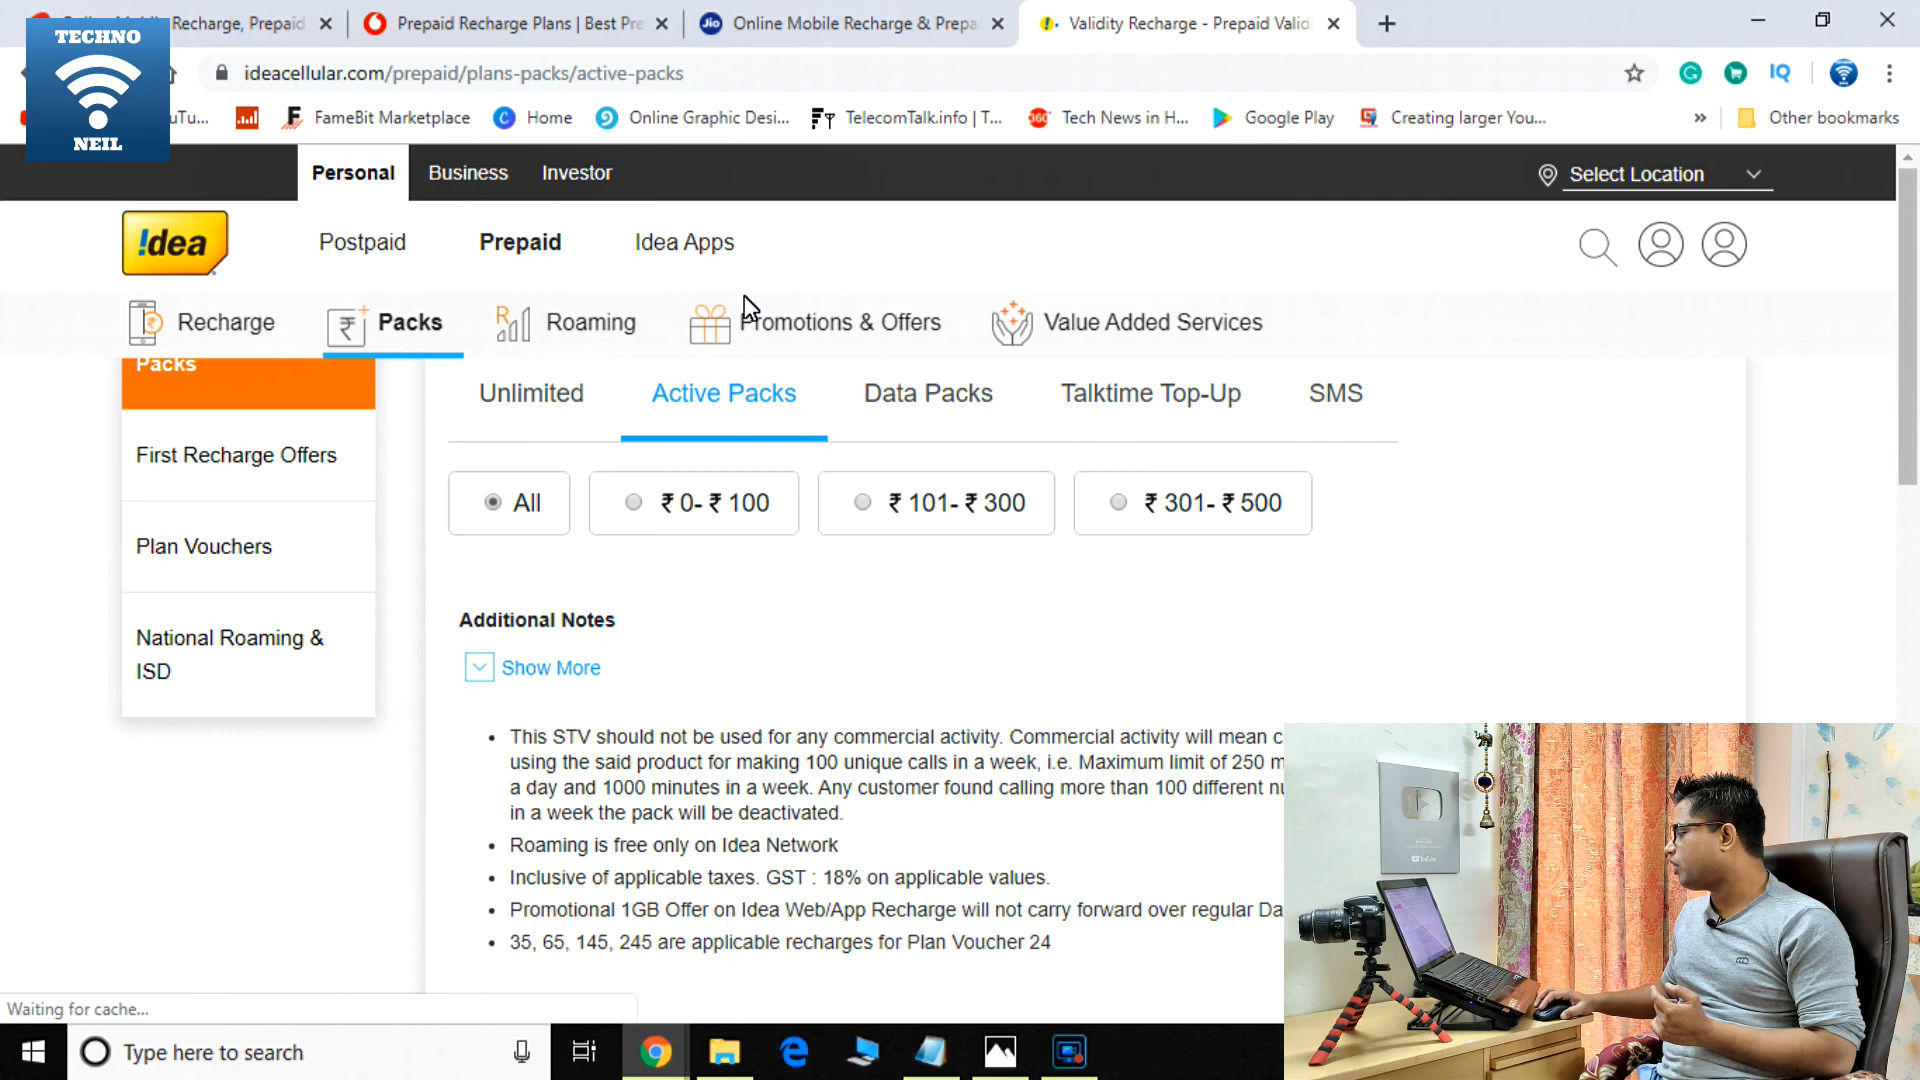 Recharge, Prepaid
Prepaid Recharge Plans | Best Pre
Jio
Online Mobile Recharge & Prepa
Validity Recharge - Prepaid Valid
TECHNO
NEIL
ideacellular.com/prepaid/plans-packs/active-packs
IQ
uTu...
FameBit Marketplace
Home
Online Graphic Desi...
TelecomTalk.info | T...
360°
Tech News in H...
Google Play
Creating larger You...
»
Other bookmarks
Personal
Business
Investor
Select Location
!dea
Postpaid
Prepaid
Idea Apps
Recharge
Packs
Roaming
Promotions & Offers
Value Added Services
Packs
Unlimited
Active Packs
Data Packs
Talktime Top-Up
SMS
First Recharge Offers
All
₹ 0- ₹ 100
₹ 101- ₹ 300
₹ 301- ₹ 500
Plan Vouchers
National Roaming &
ISD
Additional Notes
Show More
• This STV should not be used for any commercial activity. Commercial activity will mean c
using the said product for making 100 unique calls in a week, i.e. Maximum limit of 250 m
a day and 1000 minutes in a week. Any customer found calling more than 100 different nu
in a week the pack will be deactivated.
• Roaming is free only on Idea Network
• Inclusive of applicable taxes. GST : 18% on applicable values.
• Promotional 1GB Offer on Idea Web/App Recharge will not carry forward over regular Da
• 35, 65, 145, 245 are applicable recharges for Plan Voucher 24
YouTube
Waiting for cache...
Type here to search